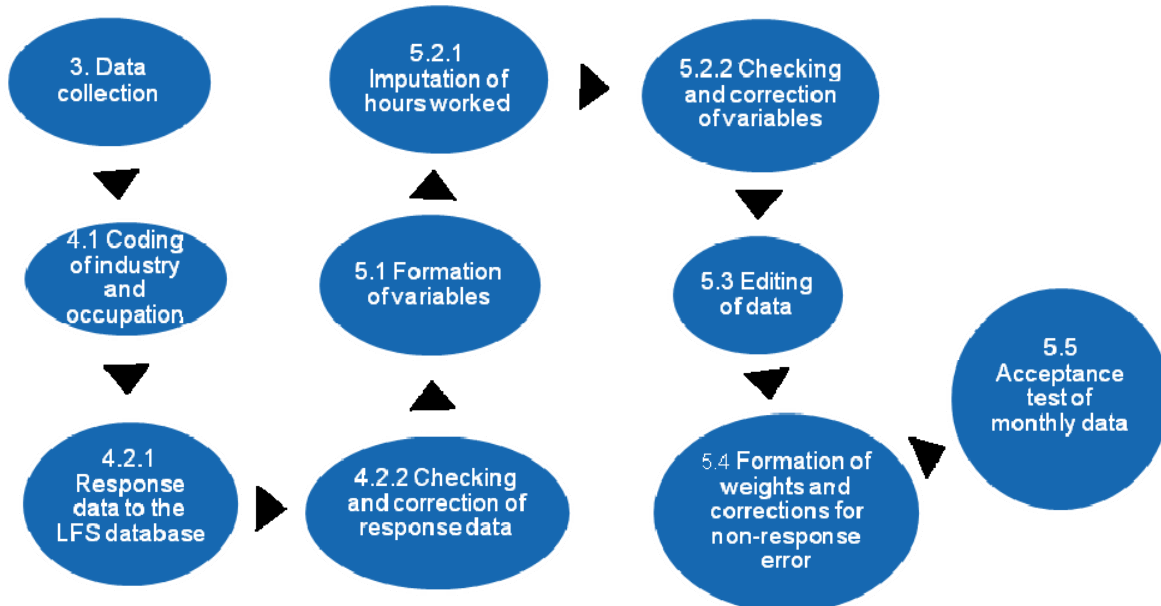 3. Data
collection
4.1 Coding
of industry
and
occupation
4.2.1
Response
data to the
LFS database
4.2.2 Checking
and correction of
response data
5.1 Formation
of variables
5.2.1
Imputation of
hours worked
5.2.2 Checking
and correction
of variables
5.3 Editing
of data
5.4 Formation of
weights and
corrections for
non-response
error
5.5
Acceptance
test of
monthly data